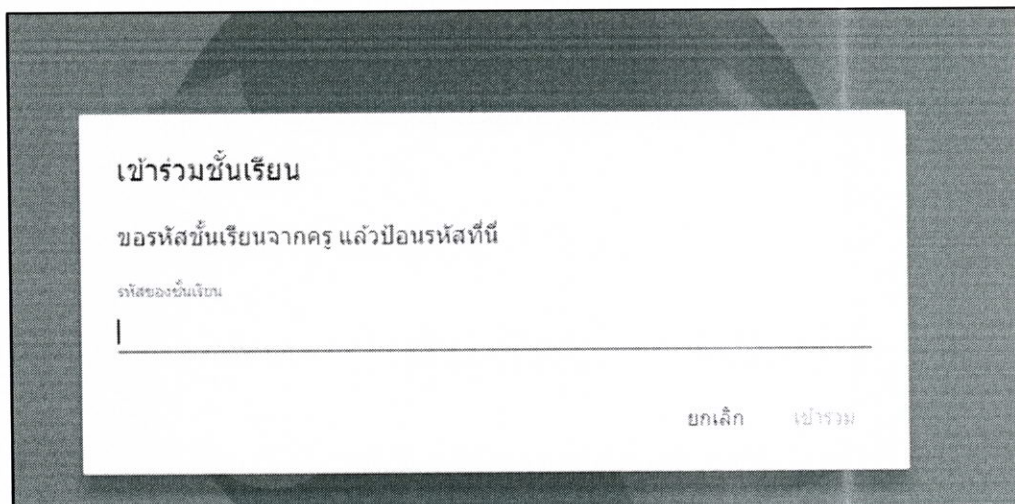 เข้าร่วมชั้นเรียน
ขอรหัสชั้นเรียนจากครู แล้วป้อนรหัสที่นี่
รหัสของชั้นเรียน
ยกเลิก เข้าร่วม